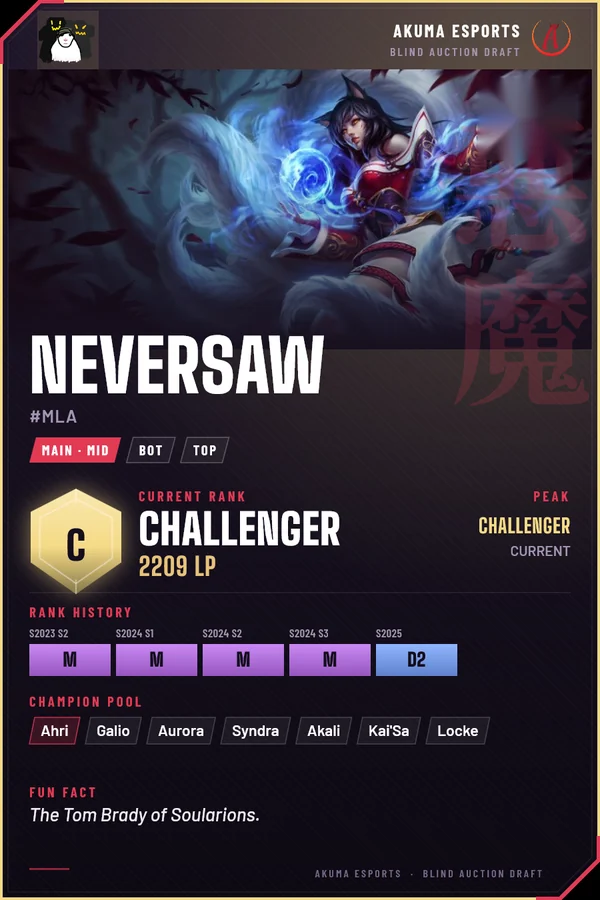 AKUMA ESPORTS
BLIND AUCTION DRAFT
悪
魔
NEVERSAW
#MLA
MAIN · MID
BOT
TOP
CURRENT RANK
PEAK
C
CHALLENGER
CHALLENGER
2209 LP
CURRENT
RANK HISTORY
S2023 S2
S2024 S1
S2024 S2
S2024 S3
S2025
M
M
M
M
D2
CHAMPION POOL
Ahri
Galio
Aurora
Syndra
Akali
Kai'Sa
Locke
FUN FACT
The Tom Brady of Soularions.
AKUMA ESPORTS · BLIND AUCTION DRAFT